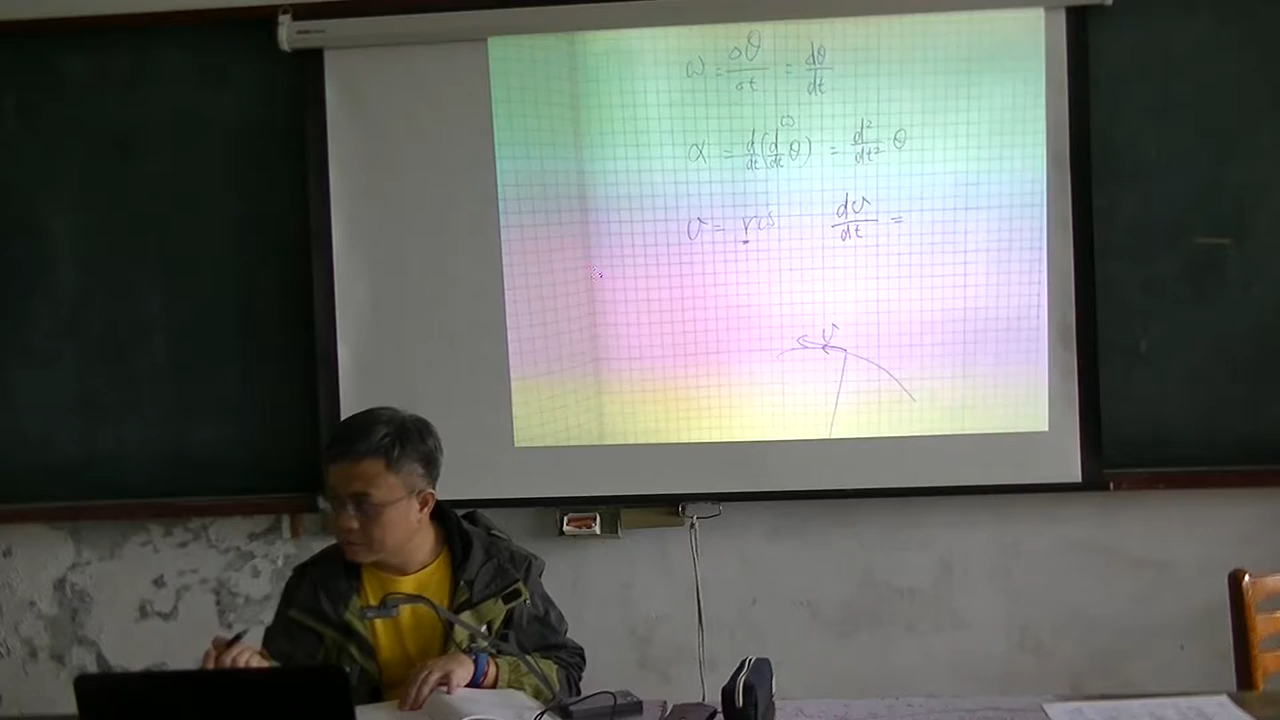 ω = Δθ/Δt = dθ/dt
ω
α = d/dt(d/dt θ) = d²/dt² θ
v = rω dv/dt =
v